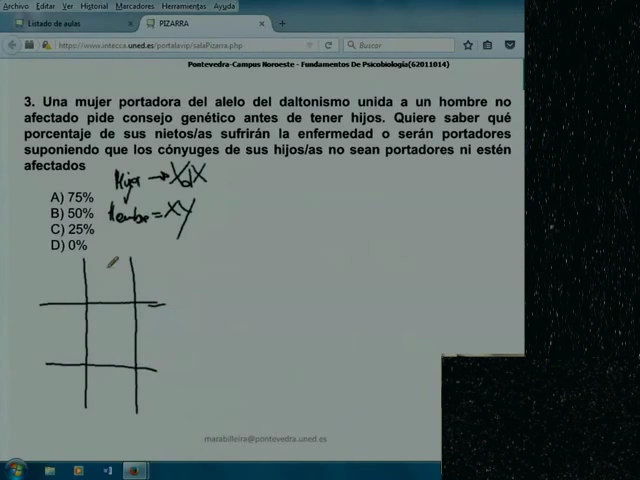 Archivo Editar Ver Historial Marcadores Herramientas Ayuda
Listado de aulas
PIZARRA
https://www.intecca.uned.es/portalavip/salaPizarra.php
Buscar
Pontevedra-Campus Noroeste - Fundamentos De Psicobiología(62011014)
3. Una mujer portadora del alelo del daltonismo unida a un hombre no
afectado pide consejo genético antes de tener hijos. Quiere saber qué
porcentaje de sus nietos/as sufrirán la enfermedad o serán portadores
suponiendo que los cónyuges de sus hijos/as no sean portadores ni estén
afectados
Mujer → XdX
A) 75%
B) 50%
Hombre = XY
C) 25%
D) 0%
marabilleira@pontevedra.uned.es